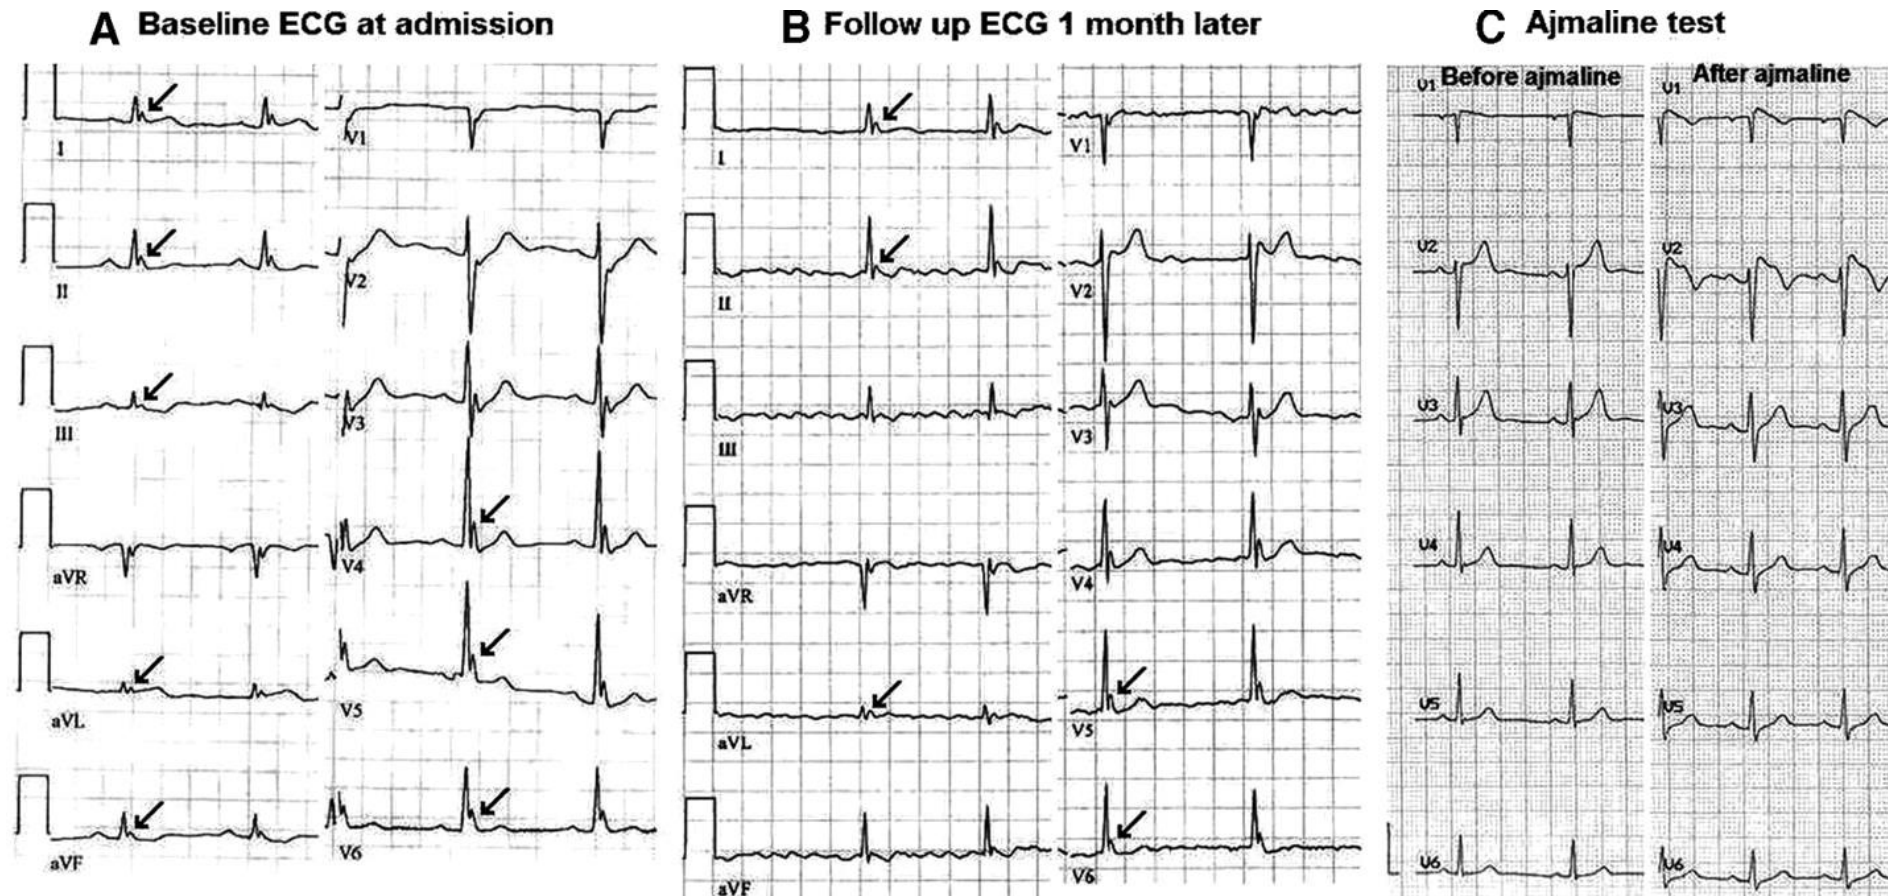 A Baseline ECG at admission
I
II
III
aVR
aVL
aVF
V1
V2
V3
V4
V5
V6
B Follow up ECG 1 month later
I
II
III
aVR
aVL
aVF
V1
V2
V3
V4
V5
V6
C Ajmaline test
Before ajmaline
V1
V2
V3
V4
V5
V6
After ajmaline
V1
V2
V3
V4
V5
V6